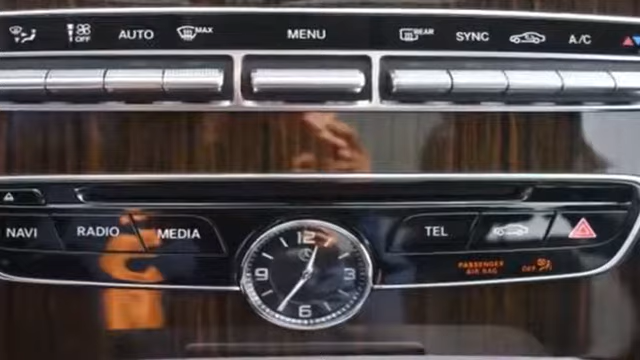 OFF AUTO MAX MENU REAR SYNC A/C
NAVI RADIO MEDIA TEL
12
9 3
6
PASSENGER
AIR BAG OFF